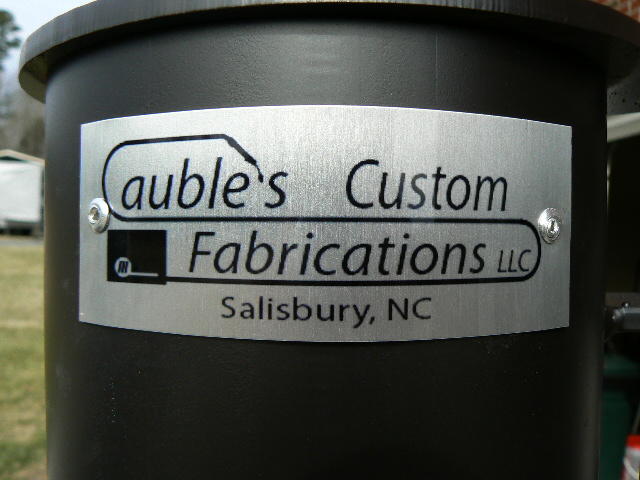 Cauble's Custom
Fabrications LLC
Salisbury, NC